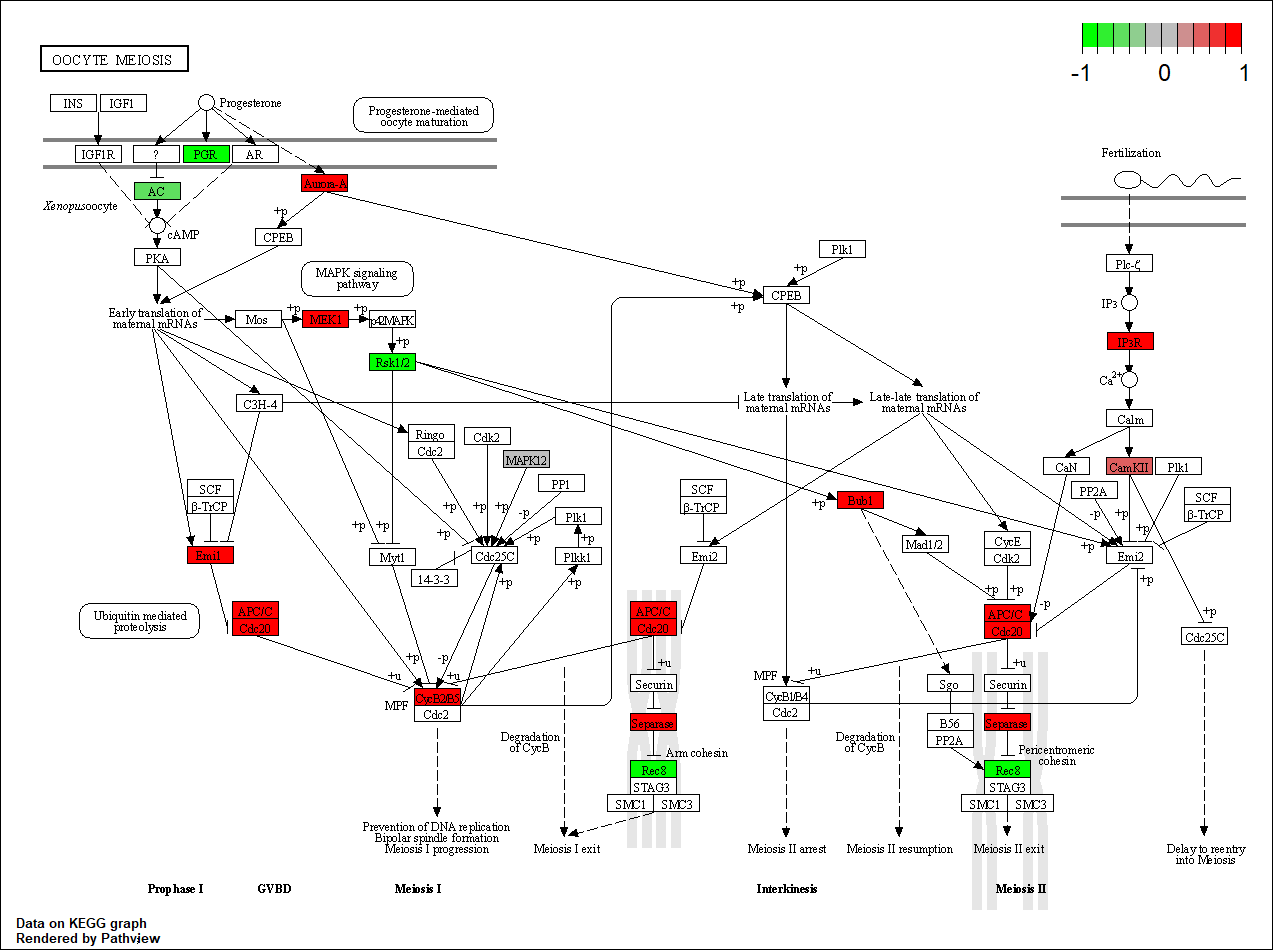 OOCYTE MEIOSIS
-1 0 1
INS
IGF1
Progesterone
Progesterone-mediated
oocyte maturation
IGF1R
?
PGR
AR
Fertilization
AC
Aurora-A
Xenopus oocyte
cAMP
+p
CPEB
PKA
Plk1
+p
Plc-ζ
MAPK signaling
pathway
+p
CPEB
+p
IP3
Early translation of
maternal mRNAs
Mos
+p
MEK1
+p
p42MAPK
+p
Rsk1/2
IP3R
Ca2+
C3H-4
Late translation of
maternal mRNAs
Late-late translation of
maternal mRNAs
Calm
Ringo
Cdc2
Cdk2
MAPK12
PP1
Plk1
Plkk1
CaN
CamKII
Plk1
PP2A
SCF
β-TrCP
SCF
β-TrCP
SCF
β-TrCP
Bub1
+p
+p
+p
+p
+p
+p
+p
-p
+p
+p
-p
+p
+p
+p
Emi1
Myt1
Cdc25C
14-3-3
+p
+p
Emi2
Mad1/2
CycE
Cdk2
Emi2
+p
+p
+p
-p
+p
Ubiquitin mediated
proteolysis
APC/C
Cdc20
APC/C
Cdc20
APC/C
Cdc20
Cdc25C
+p
-p
+u
+u
+u
+u
MPF
CycB2/B5
Cdc2
Securin
MPF
CycB1/B4
Cdc2
Sgo
Securin
Separase
B56
PP2A
Separase
Degradation
of CycB
Arm cohesin
Degradation
of CycB
Pericentromeric
cohesin
Rec8
STAG3
SMC1
SMC3
Rec8
STAG3
SMC1
SMC3
Prevention of DNA replication
Bipolar spindle formation
Meiosis I progression
Meiosis I exit
Meiosis II arrest
Meiosis II resumption
Meiosis II exit
Delay to reentry
into Meiosis
Prophase I
GVBD
Meiosis I
Interkinesis
Meiosis II
Data on KEGG graph
Rendered by Pathview